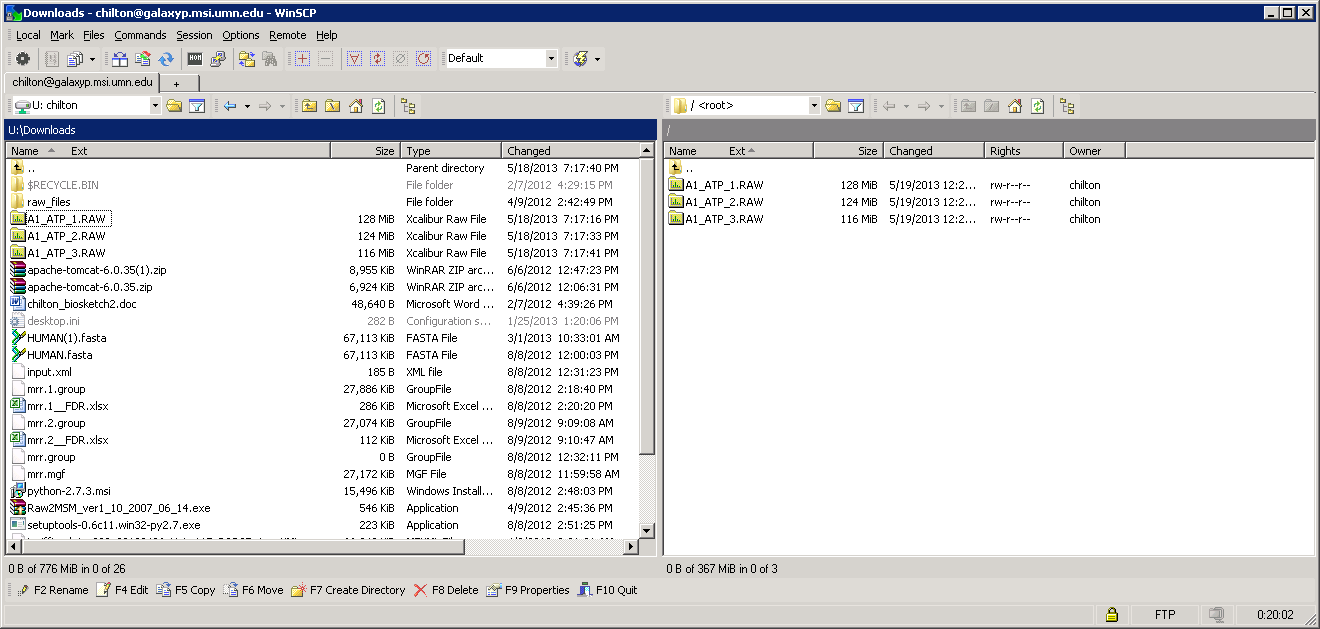 Downloads - chilton@galaxyp.msi.umn.edu - WinSCP
Local Mark Files Commands Session Options Remote Help
Default
chilton@galaxyp.msi.umn.edu +
U: chilton / <root>
U:\Downloads /
Name Ext Size Type Changed Name Ext Size Changed Rights Owner
.. Parent directory 5/18/2013 7:17:40 PM ..
$RECYCLE.BIN File folder 2/7/2012 4:29:15 PM A1_ATP_1.RAW 128 MiB 5/19/2013 12:2... rw-r--r-- chilton
raw_files File folder 4/9/2012 2:42:49 PM A1_ATP_2.RAW 124 MiB 5/19/2013 12:2... rw-r--r-- chilton
A1_ATP_1.RAW 128 MiB Xcalibur Raw File 5/18/2013 7:17:16 PM A1_ATP_3.RAW 116 MiB 5/19/2013 12:2... rw-r--r-- chilton
A1_ATP_2.RAW 124 MiB Xcalibur Raw File 5/18/2013 7:17:33 PM
A1_ATP_3.RAW 116 MiB Xcalibur Raw File 5/18/2013 7:17:41 PM
apache-tomcat-6.0.35(1).zip 8,955 KiB WinRAR ZIP arc... 6/6/2012 12:47:23 PM
apache-tomcat-6.0.35.zip 6,924 KiB WinRAR ZIP arc... 6/6/2012 12:06:31 PM
chilton_biosketch2.doc 48,640 B Microsoft Word ... 2/7/2012 4:39:26 PM
desktop.ini 282 B Configuration s... 1/25/2013 1:20:06 PM
HUMAN(1).fasta 67,113 KiB FASTA File 3/1/2013 10:33:01 AM
HUMAN.fasta 67,113 KiB FASTA File 8/8/2012 12:00:03 PM
input.xml 185 B XML file 8/8/2012 12:31:23 PM
mrr.1.group 27,886 KiB GroupFile 8/8/2012 2:18:40 PM
mrr.1__FDR.xlsx 286 KiB Microsoft Excel ... 8/8/2012 2:20:20 PM
mrr.2.group 27,074 KiB GroupFile 8/9/2012 9:09:08 AM
mrr.2__FDR.xlsx 112 KiB Microsoft Excel ... 8/9/2012 9:10:47 AM
mrr.group 0 B GroupFile 8/8/2012 12:32:11 PM
mrr.mgf 27,172 KiB MGF File 8/8/2012 11:59:58 AM
python-2.7.3.msi 15,496 KiB Windows Install... 8/8/2012 2:48:03 PM
Raw2MSM_ver1_10_2007_06_14.exe 546 KiB Application 4/9/2012 2:45:36 PM
setuptools-0.6c11.win32-py2.7.exe 223 KiB Application 8/8/2012 2:51:25 PM
0 B of 776 MiB in 0 of 26 0 B of 367 MiB in 0 of 3
F2 Rename F4 Edit F5 Copy F6 Move F7 Create Directory F8 Delete F9 Properties F10 Quit
FTP 0:20:02